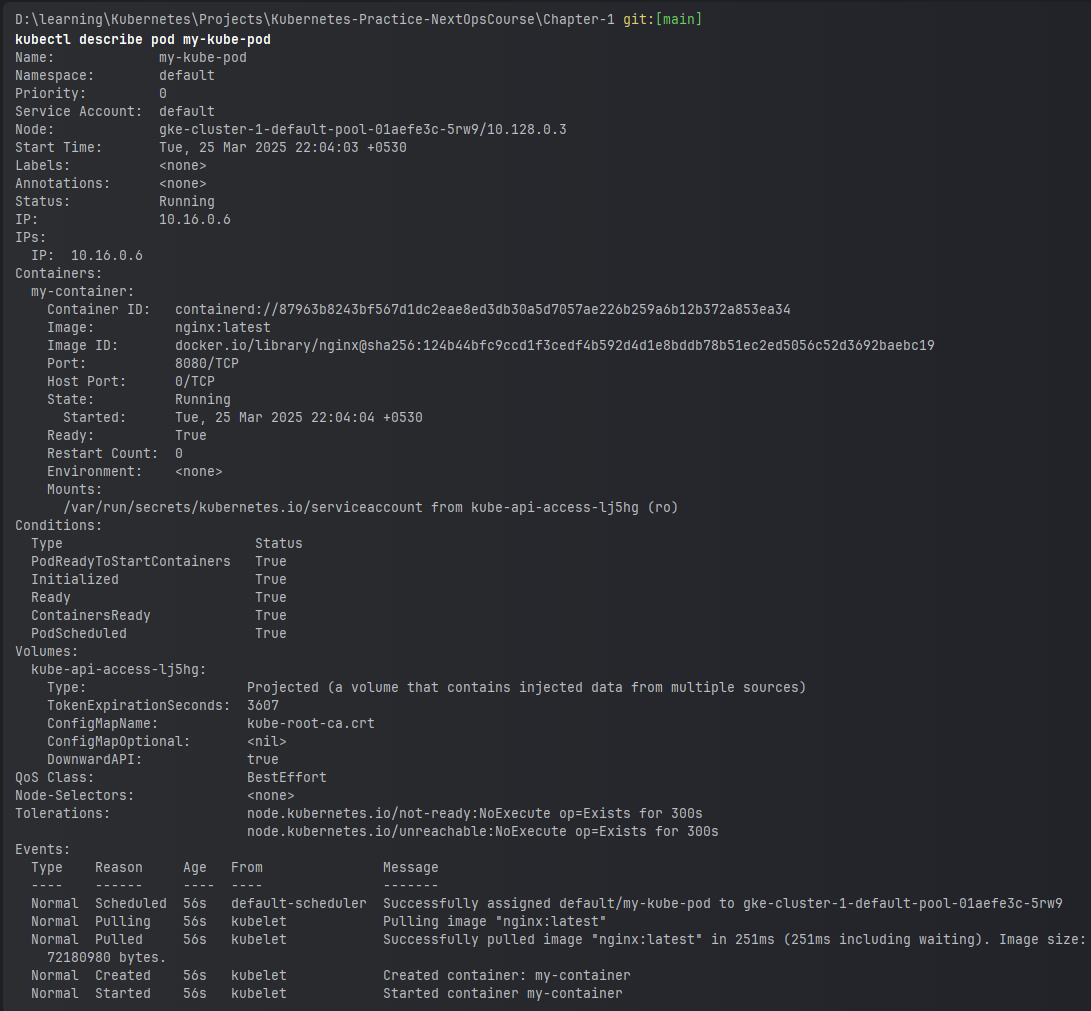 D:\learning\Kubernetes\Projects\Kubernetes-Practice-NextOpsCourse\Chapter-1 git:[main]
kubectl describe pod my-kube-pod
Name:             my-kube-pod
Namespace:        default
Priority:         0
Service Account:  default
Node:             gke-cluster-1-default-pool-01aefe3c-5rw9/10.128.0.3
Start Time:       Tue, 25 Mar 2025 22:04:03 +0530
Labels:           <none>
Annotations:      <none>
Status:           Running
IP:               10.16.0.6
IPs:
  IP:  10.16.0.6
Containers:
  my-container:
    Container ID:   containerd://87963b8243bf567d1dc2eae8ed3db30a5d7057ae226b259a6b12b372a853ea34
    Image:          nginx:latest
    Image ID:       docker.io/library/nginx@sha256:124b44bfc9ccd1f3cedf4b592d4d1e8bddb78b51ec2ed5056c52d3692baebc19
    Port:           8080/TCP
    Host Port:      0/TCP
    State:          Running
      Started:      Tue, 25 Mar 2025 22:04:04 +0530
    Ready:          True
    Restart Count:  0
    Environment:    <none>
    Mounts:
      /var/run/secrets/kubernetes.io/serviceaccount from kube-api-access-lj5hg (ro)
Conditions:
  Type                        Status
  PodReadyToStartContainers   True
  Initialized                 True
  Ready                       True
  ContainersReady             True
  PodScheduled                True
Volumes:
  kube-api-access-lj5hg:
    Type:                    Projected (a volume that contains injected data from multiple sources)
    TokenExpirationSeconds:  3607
    ConfigMapName:           kube-root-ca.crt
    ConfigMapOptional:       <nil>
    DownwardAPI:             true
QoS Class:                   BestEffort
Node-Selectors:              <none>
Tolerations:                 node.kubernetes.io/not-ready:NoExecute op=Exists for 300s
                             node.kubernetes.io/unreachable:NoExecute op=Exists for 300s
Events:
  Type    Reason     Age   From               Message
  ----    ------     ----  ----               -------
  Normal  Scheduled  56s   default-scheduler  Successfully assigned default/my-kube-pod to gke-cluster-1-default-pool-01aefe3c-5rw9
  Normal  Pulling    56s   kubelet            Pulling image "nginx:latest"
  Normal  Pulled     56s   kubelet            Successfully pulled image "nginx:latest" in 251ms (251ms including waiting). Image size:
    72180980 bytes.
  Normal  Created    56s   kubelet            Created container: my-container
  Normal  Started    56s   kubelet            Started container my-container